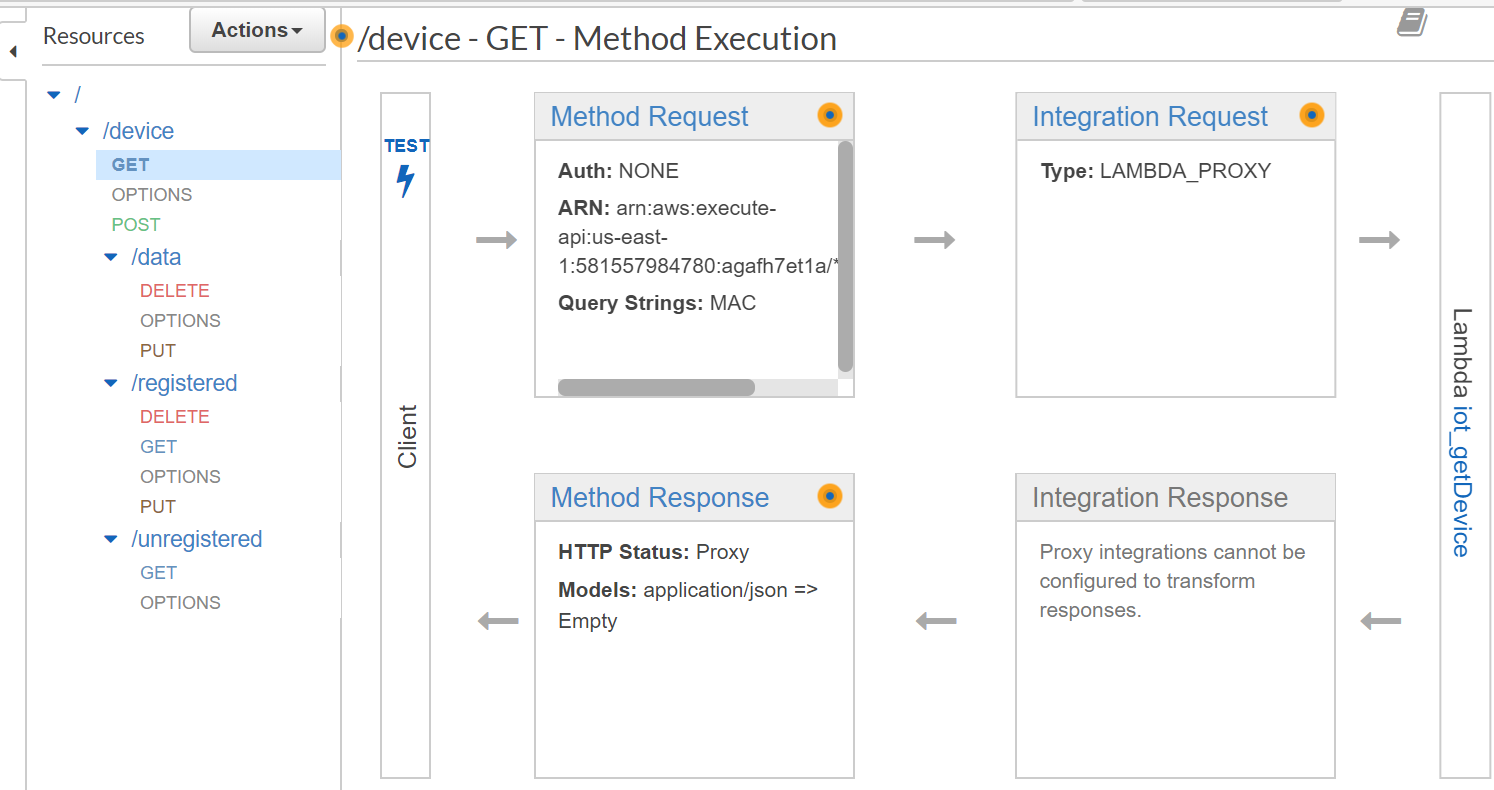 Resources
Actions
/
/device
GET
OPTIONS
POST
/data
DELETE
OPTIONS
PUT
/registered
DELETE
GET
OPTIONS
PUT
/unregistered
GET
OPTIONS
/device - GET - Method Execution
TEST
Client
Method Request
Auth: NONE
ARN: arn:aws:execute-
api:us-east-
1:581557984780:agafh7et1a/*
Query Strings: MAC
Integration Request
Type: LAMBDA_PROXY
Lambda iot_getDevice
Method Response
HTTP Status: Proxy
Models: application/json =>
Empty
Integration Response
Proxy integrations cannot be
configured to transform
responses.